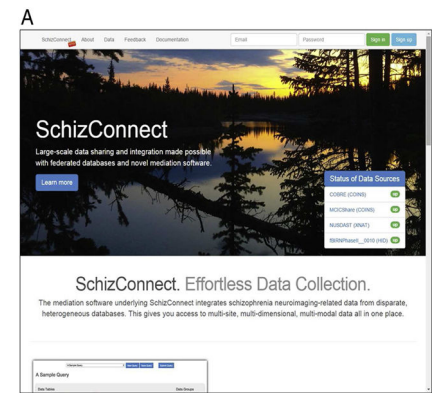 A
SchizConnect About Data Feedback Documentation Email Password Sign in Sign up
SchizConnect
Large-scale data sharing and integration made possible
with federated databases and novel mediation software.
Learn more
Status of Data Sources
COBRE (COINS)
MCICShare (COINS)
NUSDAST (XNAT)
fBIRNPhaseII__0010 (HID)
SchizConnect. Effortless Data Collection.
The mediation software underlying SchizConnect integrates schizophrenia neuroimaging-related data from disparate,
heterogeneous databases. This gives you access to multi-site, multi-dimensional, multi-modal data all in one place.
A Sample Query
Data Tables Data Groups